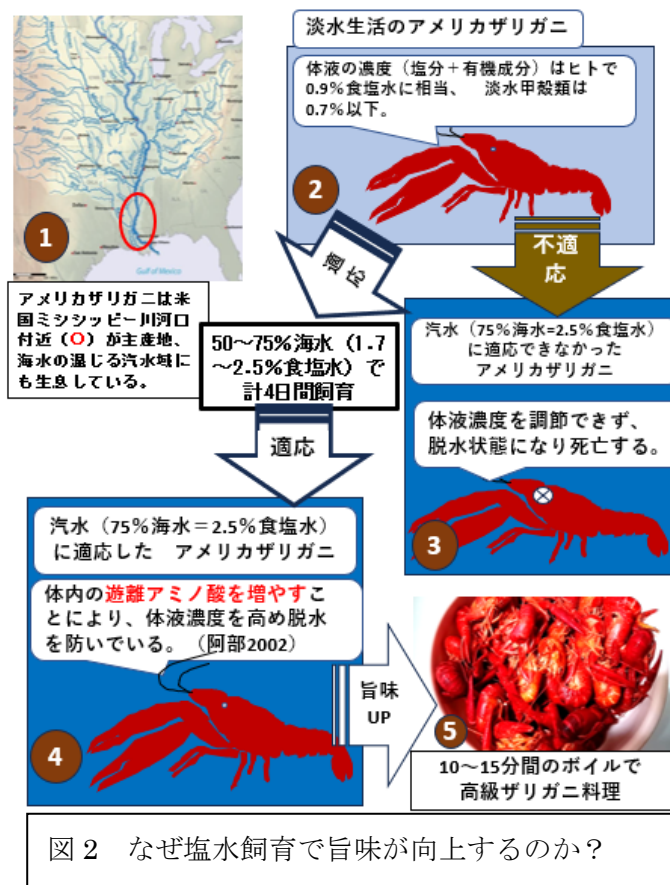 Gulf of Mexico
1
アメリカザリガニは米
国ミシシッピー川河口
付近（O）が主産地、
海水の混じる汽水域に
も生息している。
淡水生活のアメリカザリガニ
体液の濃度（塩分＋有機成分）はヒトで
0.9％食塩水に相当、　淡水甲殻類は
0.7％以下。
2
適応
不適
応
50～75％海水（1.7
～2.5％食塩水）で
計4日間飼育
汽水（75％海水=2.5％食塩水）
に適応できなかった
アメリカザリガニ
体液濃度を調節できず、
脱水状態になり死亡する。
3
適応
汽水（75％海水＝2.5％食塩水）
に適応した　アメリカザリガニ
体内の遊離アミノ酸を増やすこ
とにより、体液濃度を高め脱水
を防いでいる。（阿部2002）
4
旨味
UP
5
10～15分間のボイルで
高級ザリガニ料理
図２　なぜ塩水飼育で旨味が向上するのか？